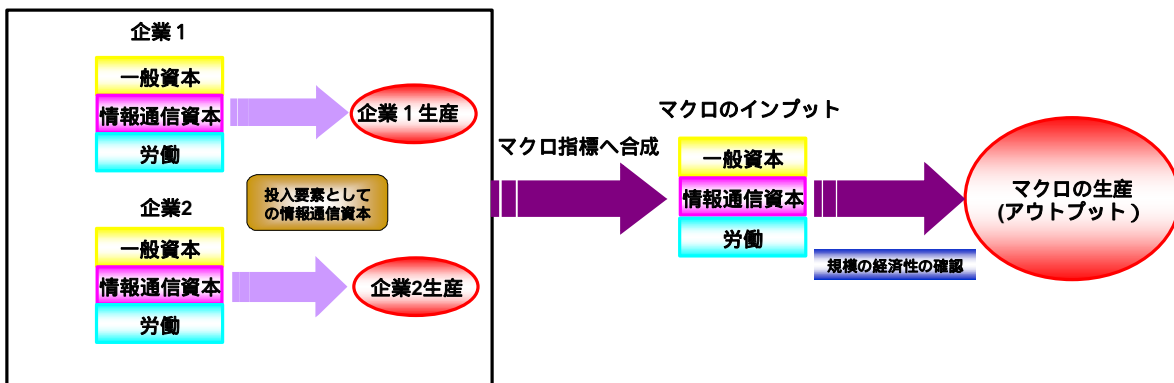 企業１
一般資本
情報通信資本
労働
企業１生産
投入要素として
の情報通信資本
企業2
一般資本
情報通信資本
労働
企業2生産
マクロ指標へ合成
マクロのインプット
一般資本
情報通信資本
労働
規模の経済性の確認
マクロの生産
(アウトプット）